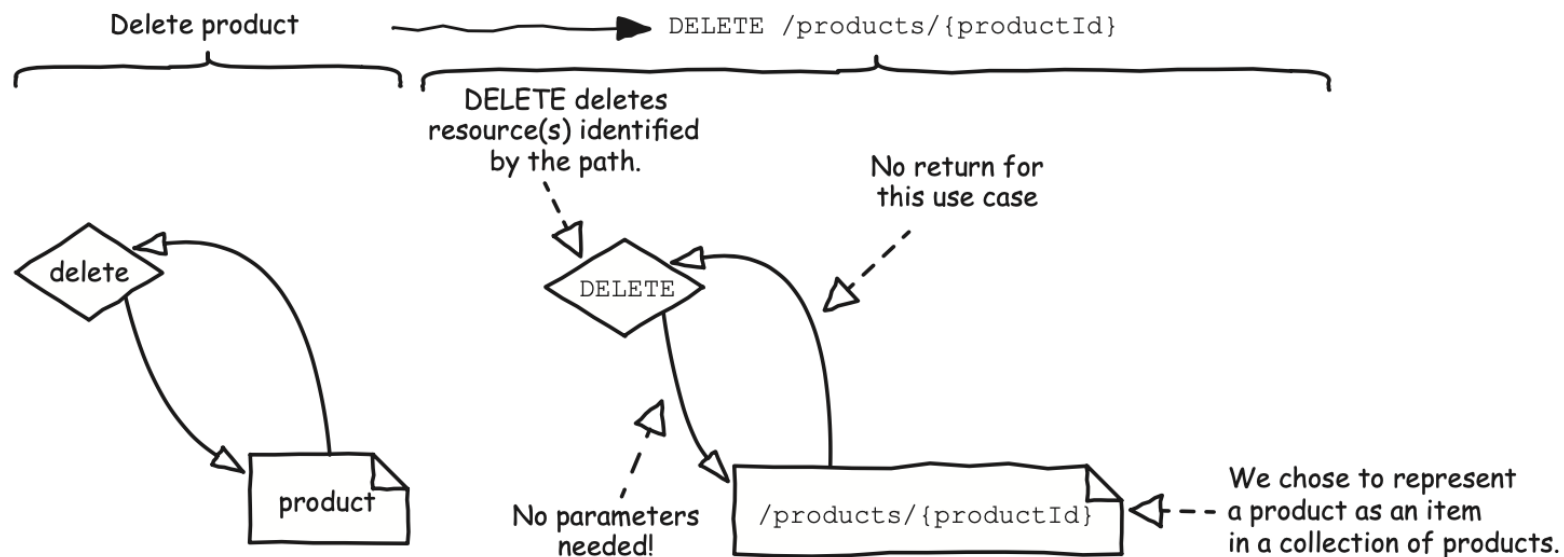 Delete product
DELETE /products/{productId}
DELETE deletes
resource(s) identified
by the path.
No return for
this use case
delete
DELETE
product
No parameters
needed!
/products/{productId}
We chose to represent
a product as an item
in a collection of products.